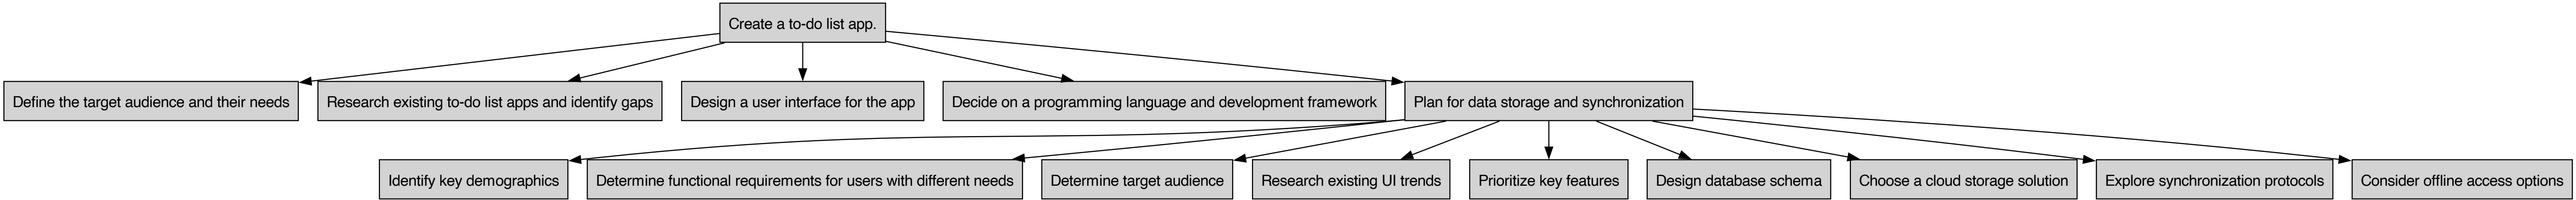 Create a to-do list app.
Define the target audience and their needs
Research existing to-do list apps and identify gaps
Design a user interface for the app
Decide on a programming language and development framework
Plan for data storage and synchronization
Identify key demographics
Determine functional requirements for users with different needs
Determine target audience
Research existing UI trends
Prioritize key features
Design database schema
Choose a cloud storage solution
Explore synchronization protocols
Consider offline access options